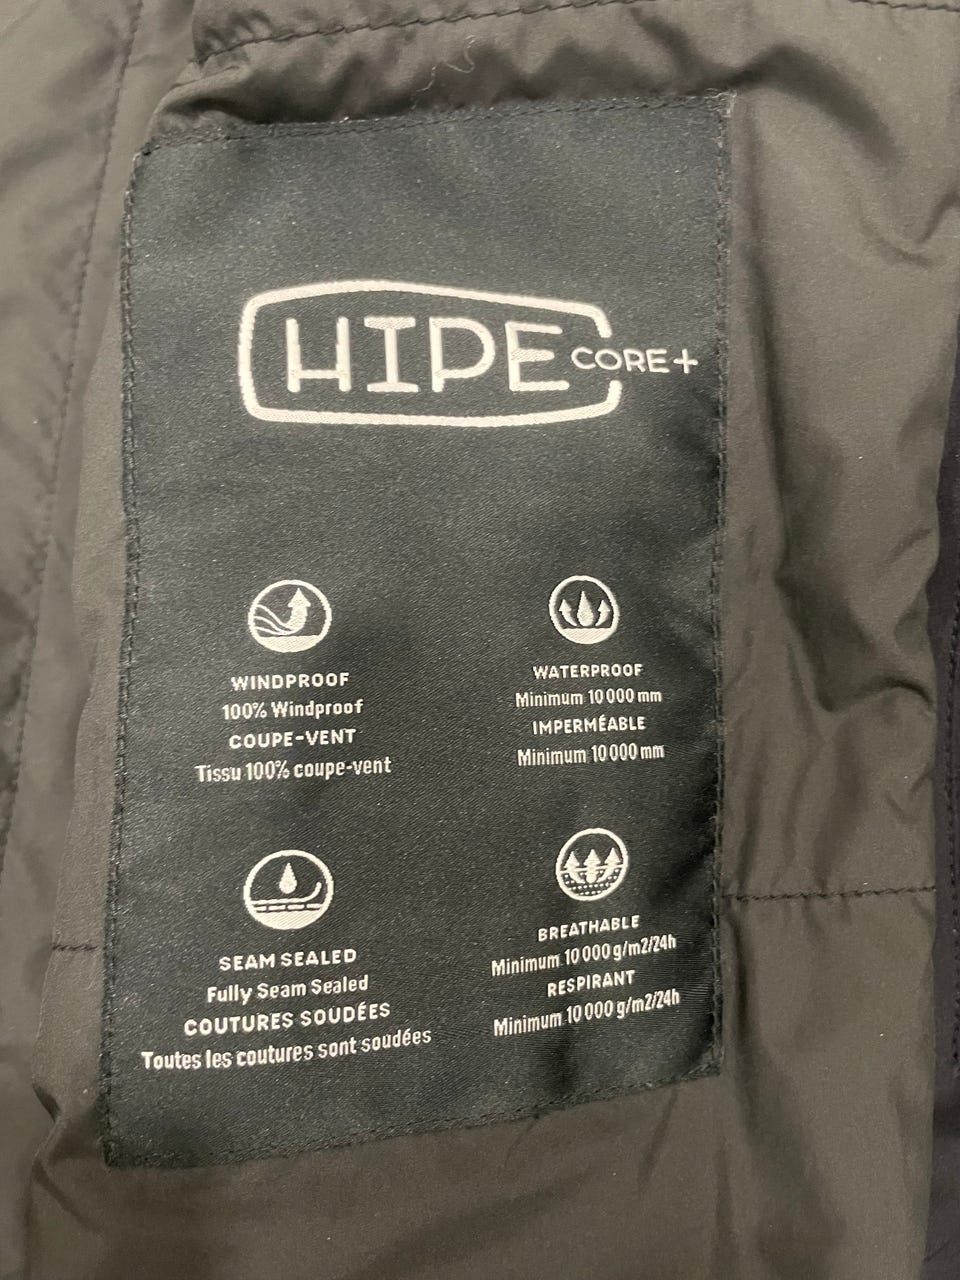 HIPE CORE+
WINDPROOF
100% Windproof
COUPE-VENT
Tissu 100% coupe-vent
WATERPROOF
Minimum 10 000 mm
IMPERMÉABLE
Minimum 10 000 mm
SEAM SEALED
Fully Seam Sealed
COUTURES SOUDÉES
Toutes les coutures sont soudées
BREATHABLE
Minimum 10 000 g/m2/24h
RESPIRANT
Minimum 10 000 g/m2/24h